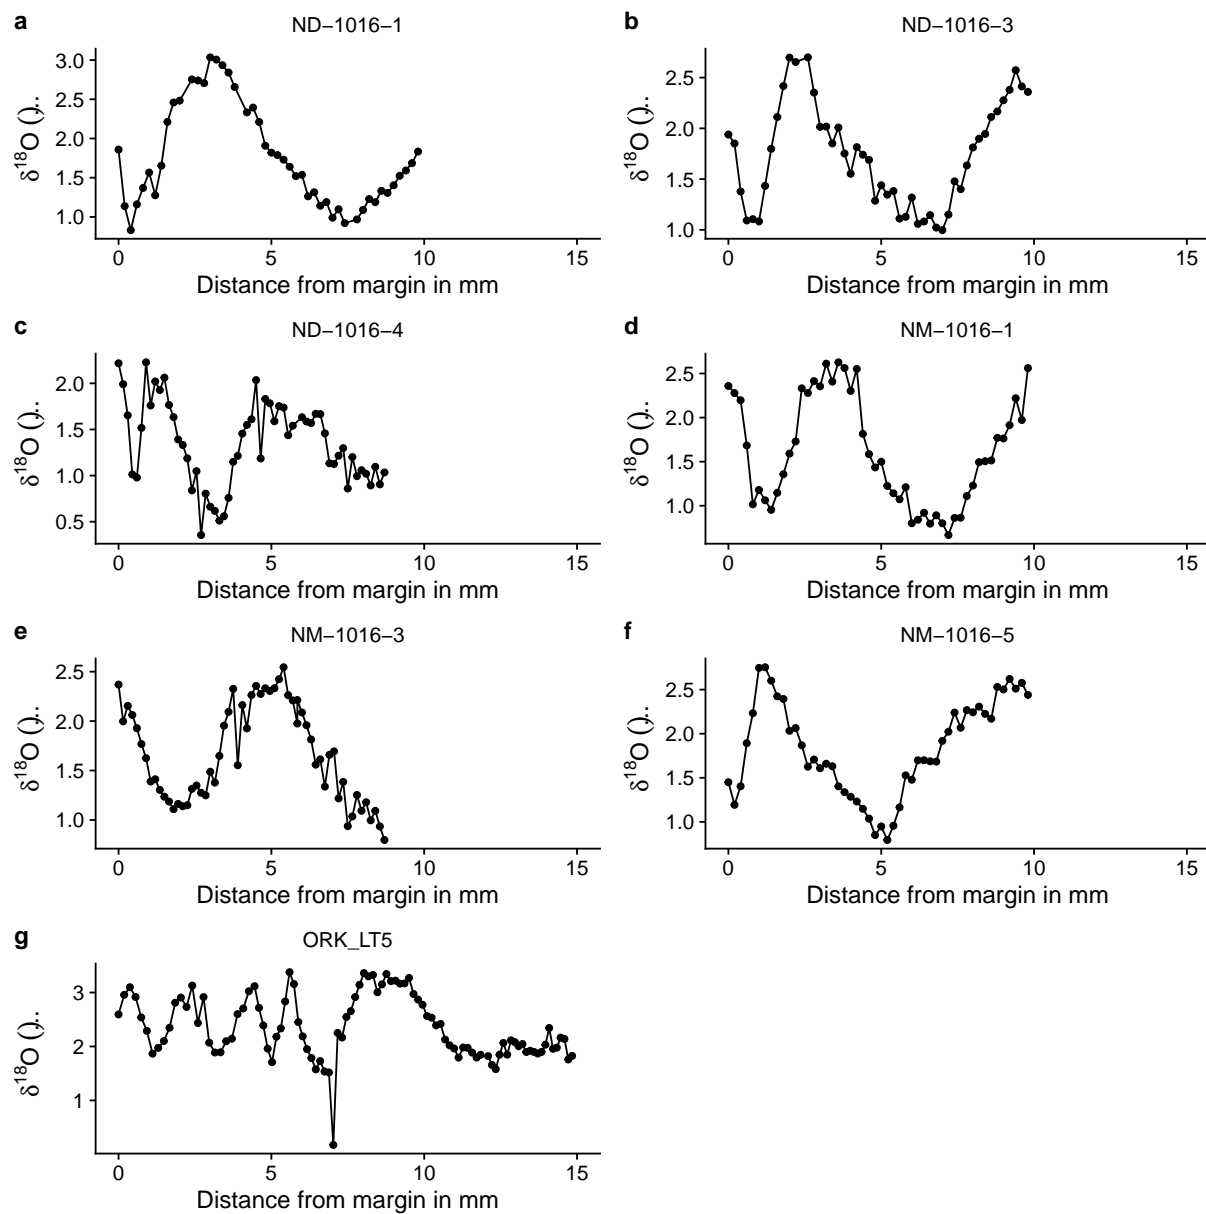 a ND−1016−1
3.0
2.5
2.0
1.5
1.0
δ18O ()..
0 5 10 15
Distance from margin in mm
b ND−1016−3
2.5
2.0
1.5
1.0
δ18O ()..
0 5 10 15
Distance from margin in mm
c ND−1016−4
2.0
1.5
1.0
0.5
δ18O ()..
0 5 10 15
Distance from margin in mm
d NM−1016−1
2.5
2.0
1.5
1.0
δ18O ()..
0 5 10 15
Distance from margin in mm
e NM−1016−3
2.5
2.0
1.5
1.0
δ18O ()..
0 5 10 15
Distance from margin in mm
f NM−1016−5
2.5
2.0
1.5
1.0
δ18O ()..
0 5 10 15
Distance from margin in mm
g ORK_LT5
3
2
1
δ18O ()..
0 5 10 15
Distance from margin in mm